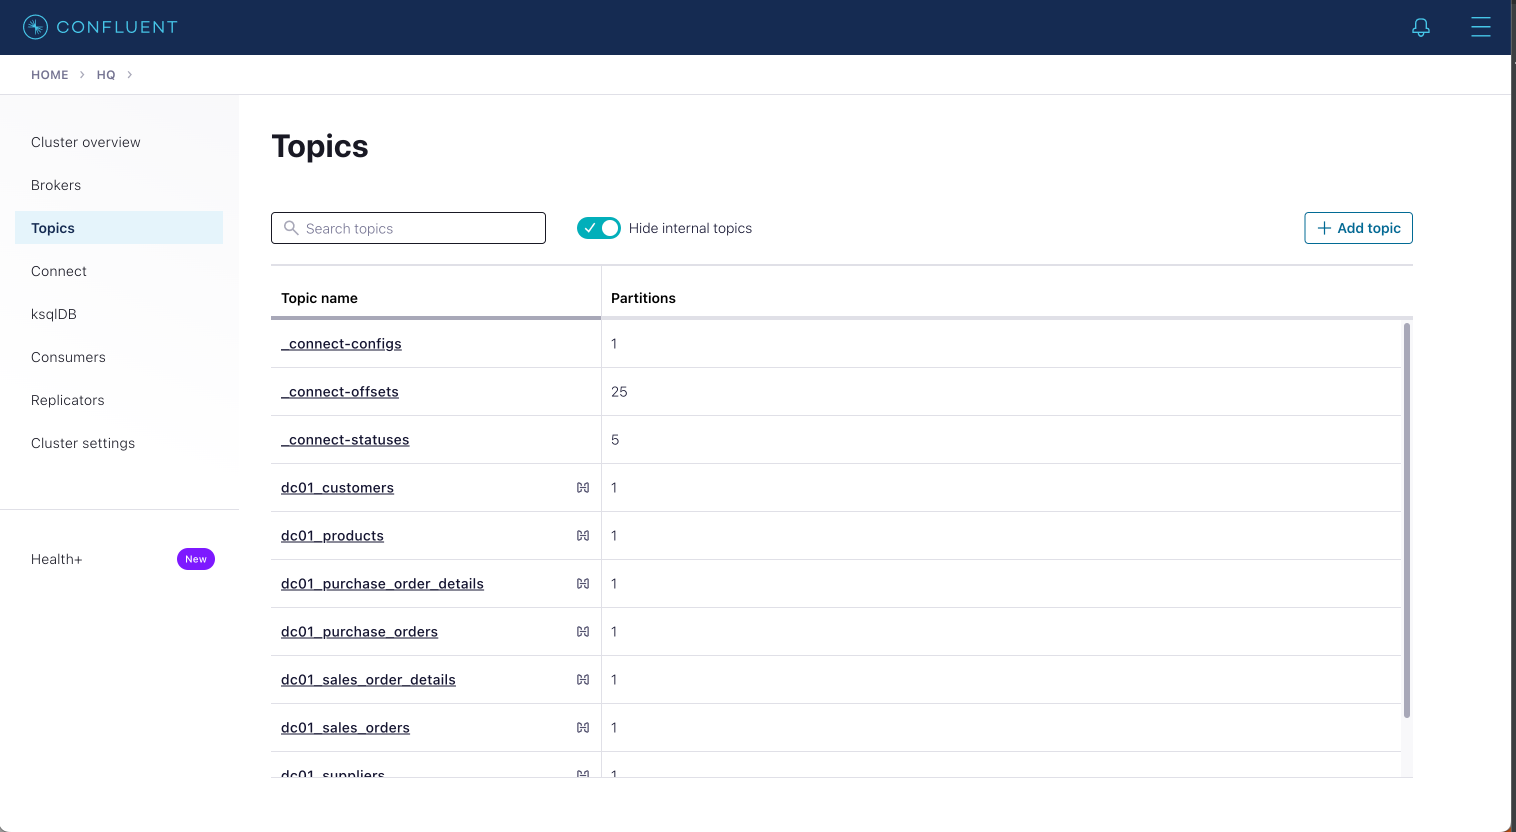 CONFLUENT
HOME > HQ >
Cluster overview
Brokers
Topics
Connect
ksqlDB
Consumers
Replicators
Cluster settings
Health+ New
Topics
Search topics
Hide internal topics
+ Add topic
Topic name Partitions
_connect-configs 1
_connect-offsets 25
_connect-statuses 5
dc01_customers 1
dc01_products 1
dc01_purchase_order_details 1
dc01_purchase_orders 1
dc01_sales_order_details 1
dc01_sales_orders 1
dc01_suppliers 1